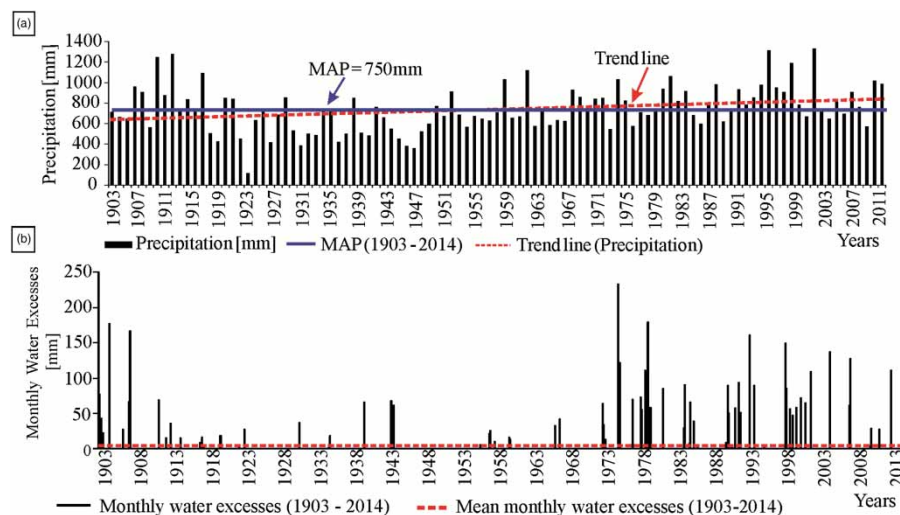 (a)
Precipitation [mm]
1400
1200
1000
800
600
400
200
0
MAP = 750mm
Trend line
1903 1907 1911 1915 1919 1923 1927 1931 1935 1939 1943 1947 1951 1955 1959 1963 1967 1971 1975 1979 1983 1987 1991 1995 1999 2003 2007 2011
Years
Precipitation [mm] MAP (1903 - 2014) Trend line (Precipitation)
(b)
Monthly Water Excesses
[mm]
250
200
150
100
50
0
1903 1908 1913 1918 1923 1928 1933 1938 1943 1948 1953 1958 1963 1968 1973 1978 1983 1988 1993 1998 2003 2008 2013
Years
Monthly water excesses (1903 - 2014) Mean monthly water excesses (1903-2014)